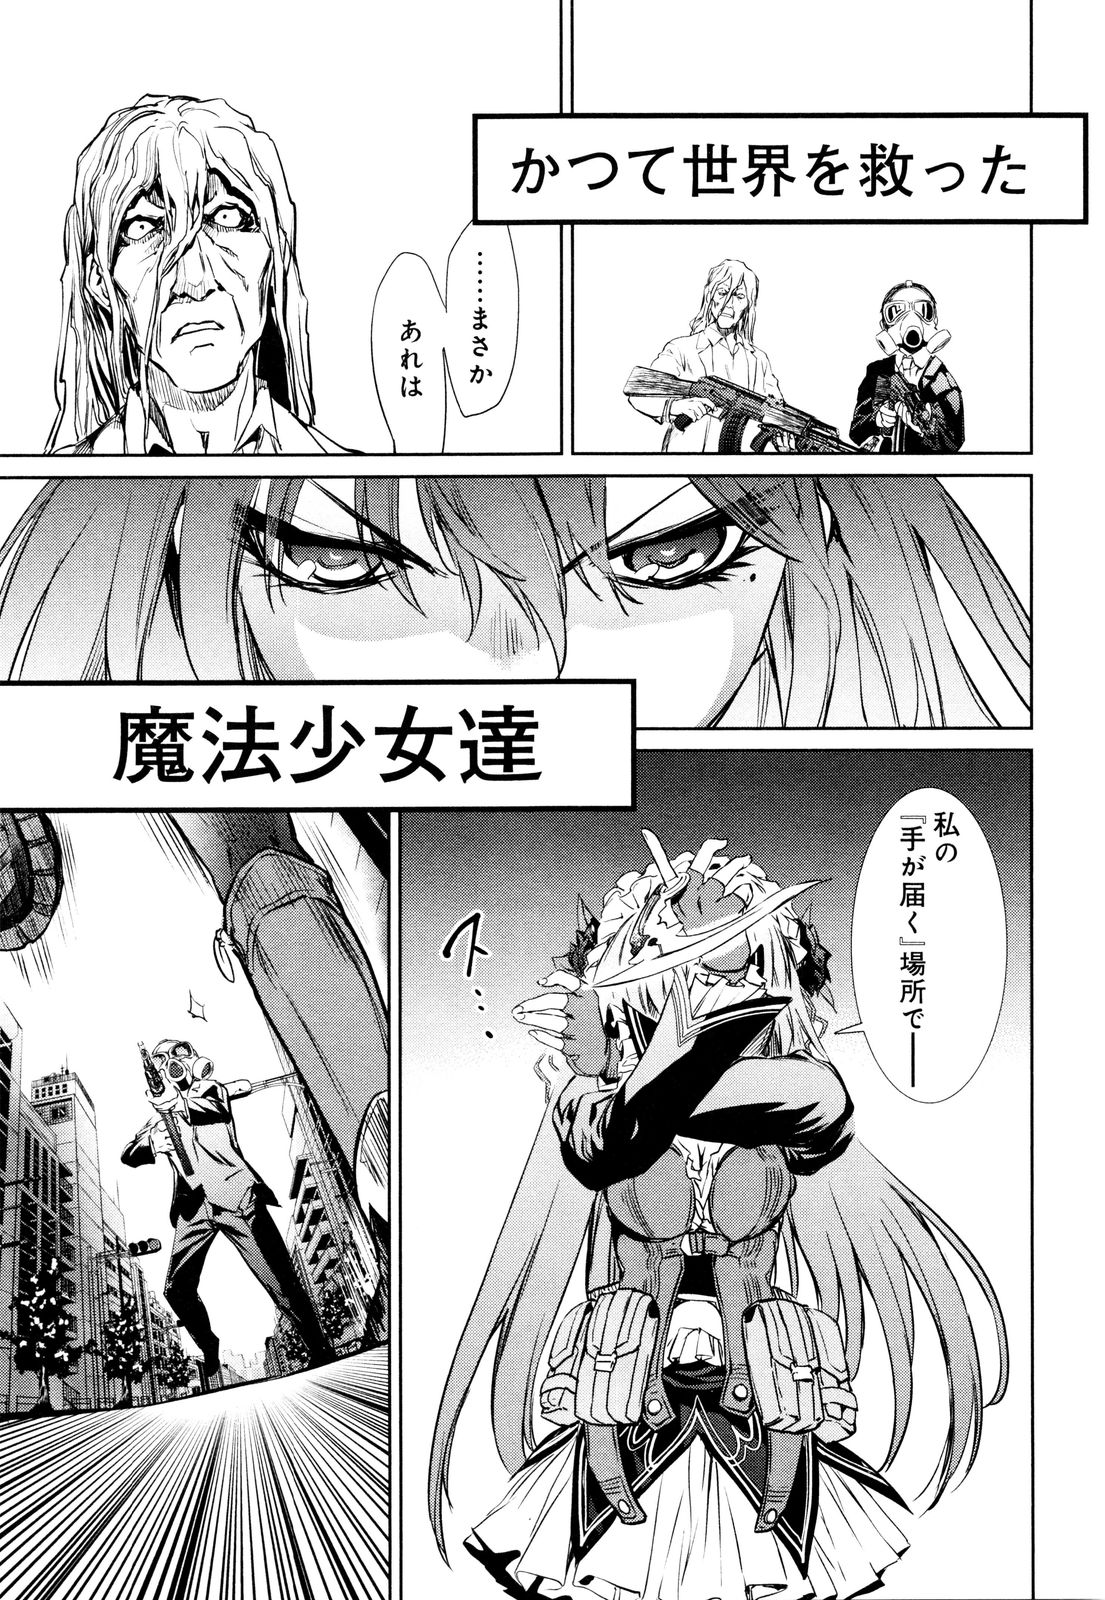 かつて世界を救った
……まさか
あれは
魔法少女達
私の
『手が届く』場所で──
ス…